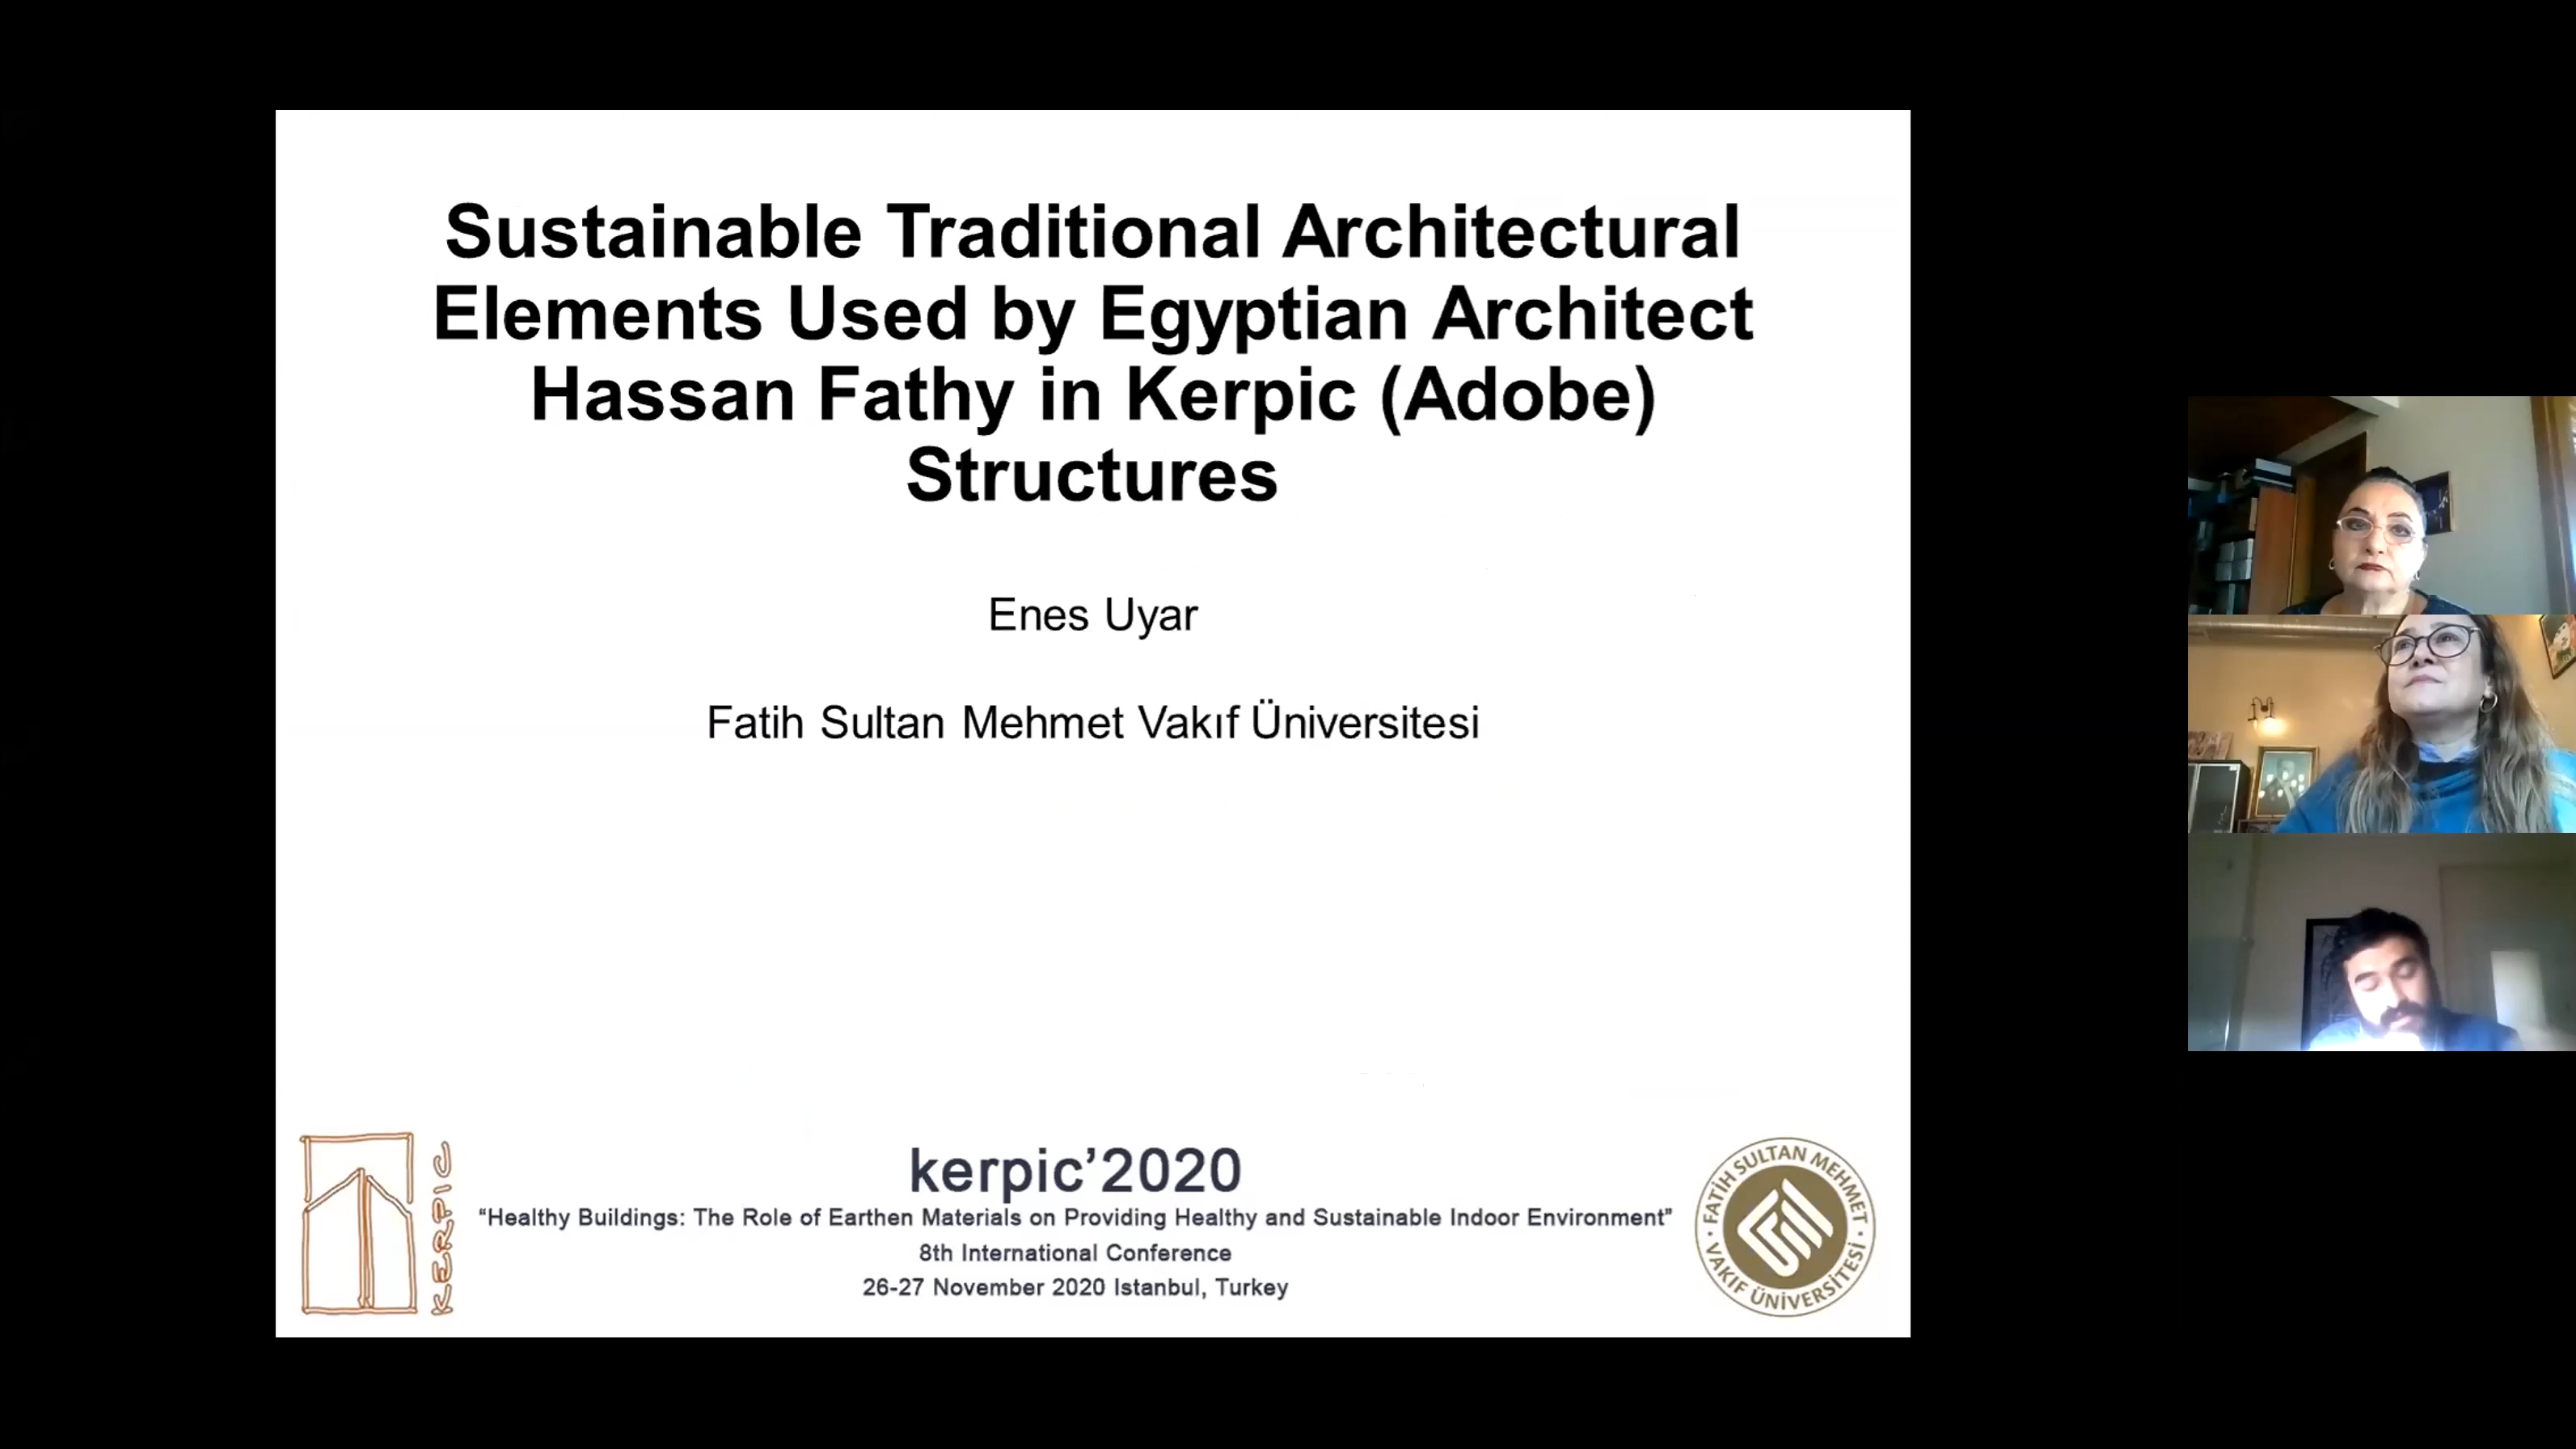 Sustainable Traditional Architectural
Elements Used by Egyptian Architect
Hassan Fathy in Kerpic (Adobe)
Structures
Enes Uyar
Fatih Sultan Mehmet Vakıf Üniversitesi
KERPIC
kerpic’2020
“Healthy Buildings: The Role of Earthen Materials on Providing Healthy and Sustainable Indoor Environment”
8th International Conference
26-27 November 2020 Istanbul, Turkey
· FATİH SULTAN MEHMET ·
VAKIF ÜNİVERSİTESİ